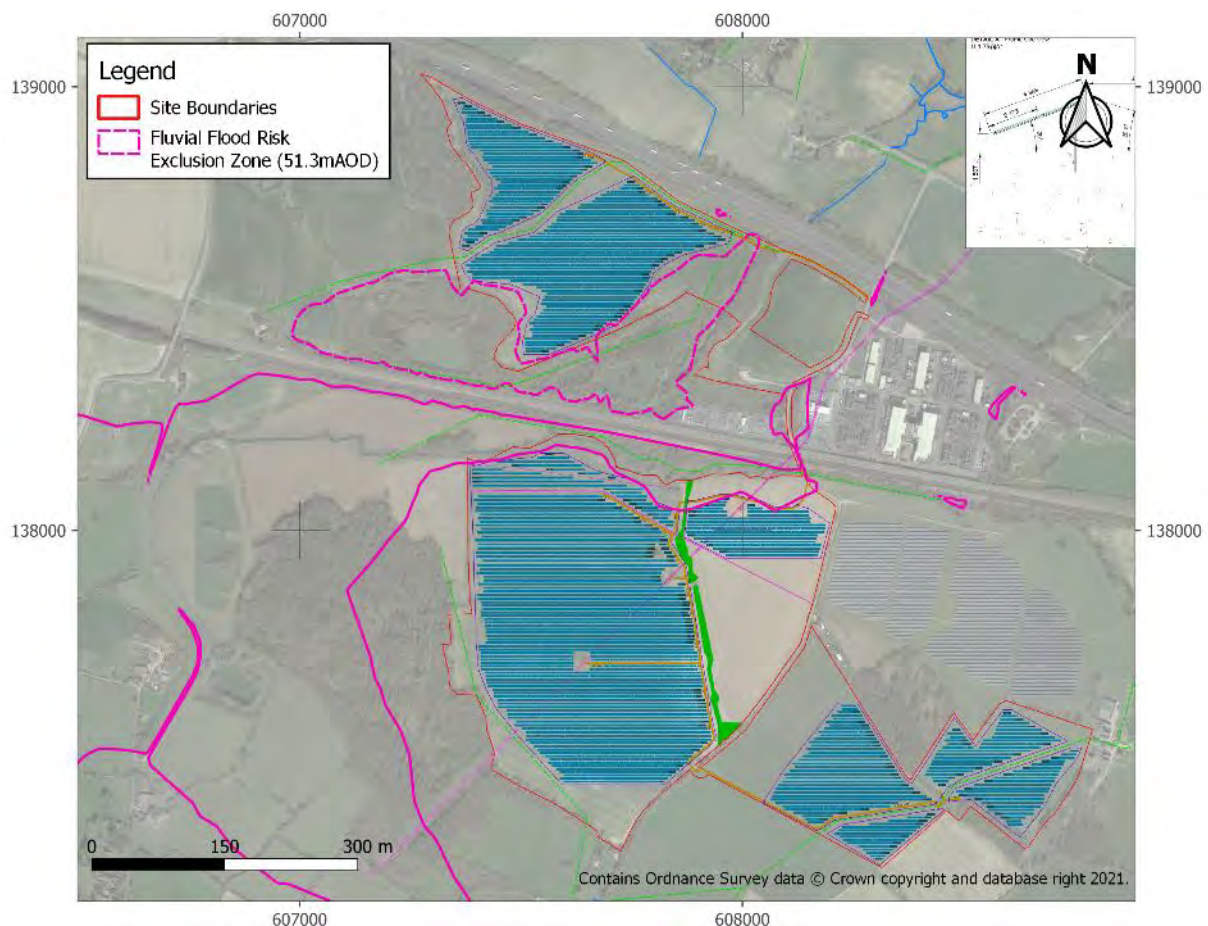 607000
608000
139000
139000
Legend
Site Boundaries
Fluvial Flood Risk
Exclusion Zone (51.3mAOD)
N
138000
138000
0
150
300 m
Contains Ordnance Survey data © Crown copyright and database right 2021.
607000
608000